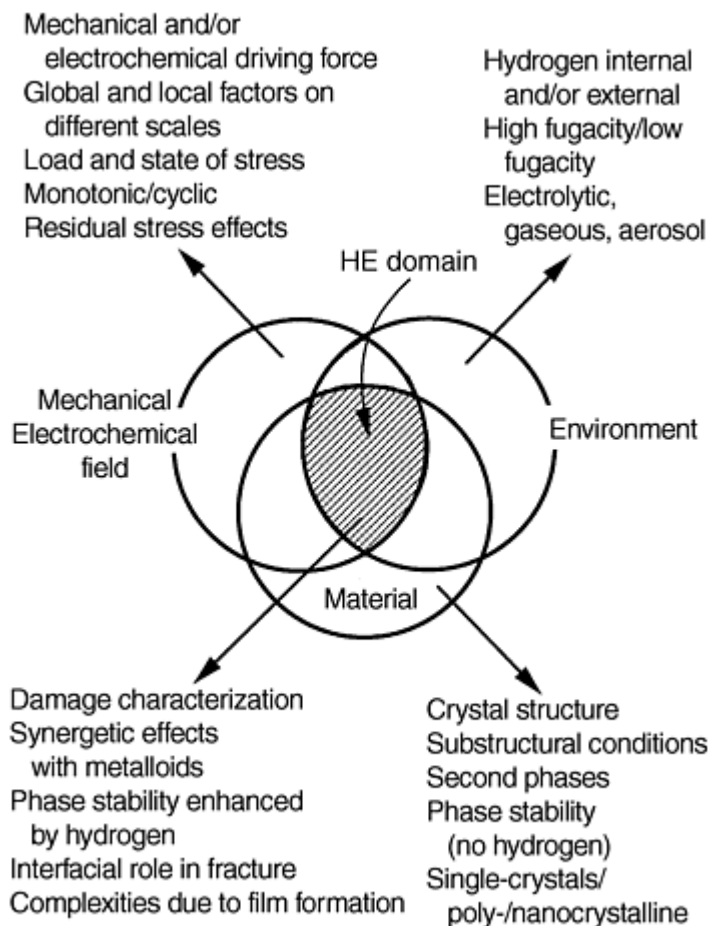 Mechanical and/or
electrochemical driving force
Global and local factors on
different scales
Load and state of stress
Monotonic/cyclic
Residual stress effects
Hydrogen internal
and/or external
High fugacity/low
fugacity
Electrolytic,
gaseous, aerosol
HE domain
Mechanical
Electrochemical
field
Environment
Material
Damage characterization
Synergetic effects
with metalloids
Phase stability enhanced
by hydrogen
Interfacial role in fracture
Complexities due to film formation
Crystal structure
Substructural conditions
Second phases
Phase stability
(no hydrogen)
Single-crystals/
poly-/nanocrystalline